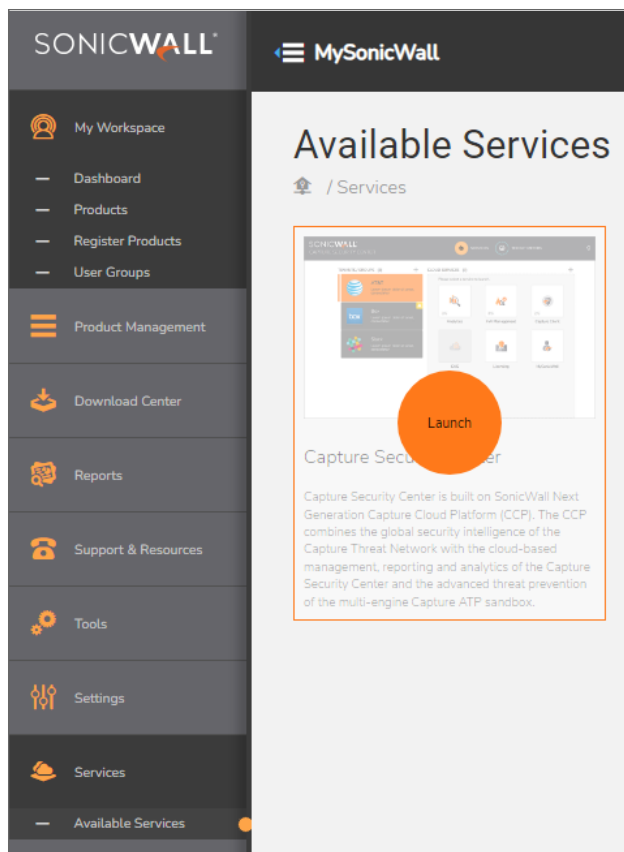 SONICWALL
MySonicWall
My Workspace
Dashboard
Products
Register Products
User Groups
Product Management
Download Center
Reports
Support & Resources
Tools
Settings
Services
Available Services
Available Services
/ Services
SONICWALL
Launch
Capture Secu er
Capture Security Center is built on SonicWall Next
Generation Capture Cloud Platform (CCP). The CCP
combines the global security intelligence of the
Capture Threat Network with the cloud-based
management, reporting and analytics of the Capture
Security Center and the advanced threat prevention
of the multi-engine Capture ATP sandbox.